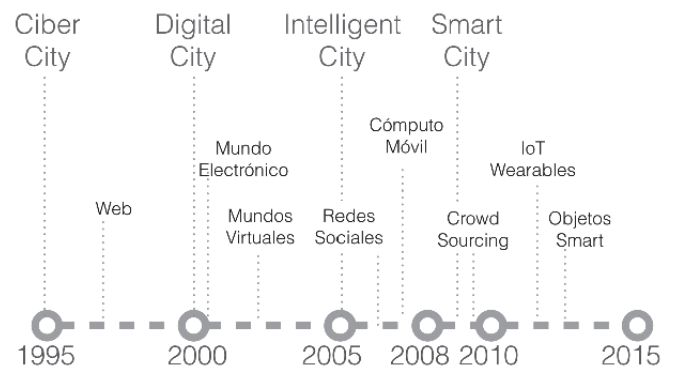 Ciber
City
Digital
City
Intelligent
City
Smart
City
Cómputo
Móvil
Mundo
Electrónico
IoT
Wearables
Web
Mundos
Virtuales
Redes
Sociales
Crowd
Sourcing
Objetos
Smart
1995
2000
2005
2008
2010
2015